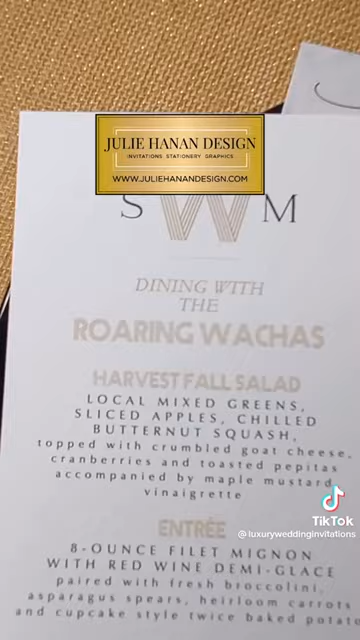 JULIE HANAN DESIGN
INVITATIONS STATIONERY GRAPHICS
WWW.JULIEHANANDESIGN.COM
S W M
DINING WITH
THE
ROARING WACHAS
HARVEST FALL SALAD
LOCAL MIXED GREENS,
SLICED APPLES, CHILLED
BUTTERNUT SQUASH,
topped with crumbled goat cheese,
cranberries and toasted pepitas
accompanied by maple mustard
vinaigrette
ENTRÉE
8-OUNCE FILET MIGNON
WITH RED WINE DEMI-GLACE
paired with fresh broccolini,
asparagus spears, heirloom carrots
and cupcake style twice baked potato
TikTok
@luxuryweddinginvitations